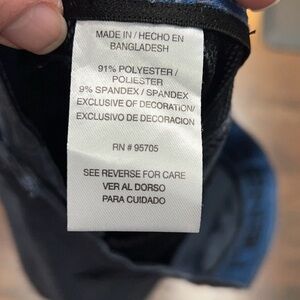 MADE IN / HECHO EN
BANGLADESH
91% POLYESTER /
POLIESTER
9% SPANDEX / SPANDEX
EXCLUSIVE OF DECORATION/
EXCLUSIVO DE DECORACION
RN # 95705
SEE REVERSE FOR CARE
VER AL DORSO
PARA CUIDADO